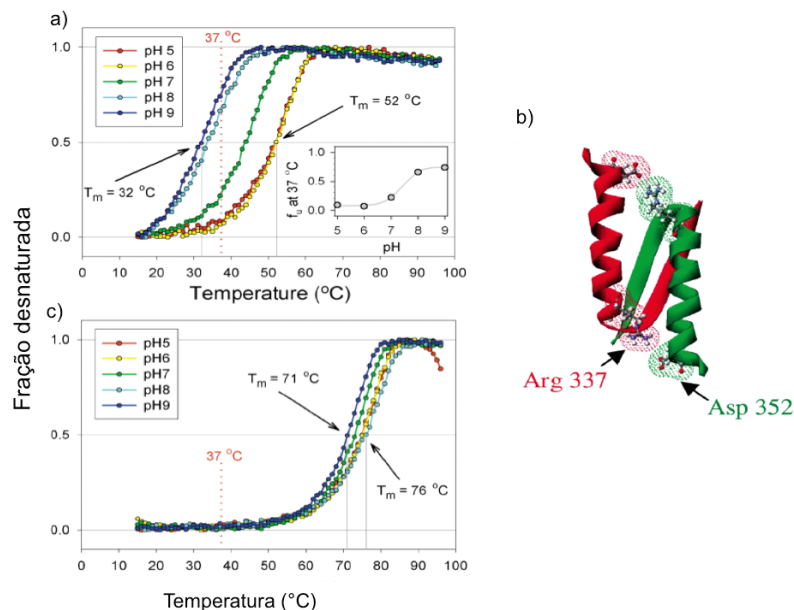 a)
37 °C
1.0
0.5
0.0
pH 5
pH 6
pH 7
pH 8
pH 9
Tm = 52 °C
Tm = 32 °C
1.0
0.5
0.0
fu at 37 °C
5 6 7 8 9
pH
0 10 20 30 40 50 60 70 80 90 100
Temperature (°C)
b)
Arg 337
Asp 352
c)
Fração desnaturada
1.0
0.5
0.0
pH5
pH6
pH7
pH8
pH9
Tm = 71 °C
37 °C
Tm = 76 °C
0 10 20 30 40 50 60 70 80 90 100
Temperatura (°C)